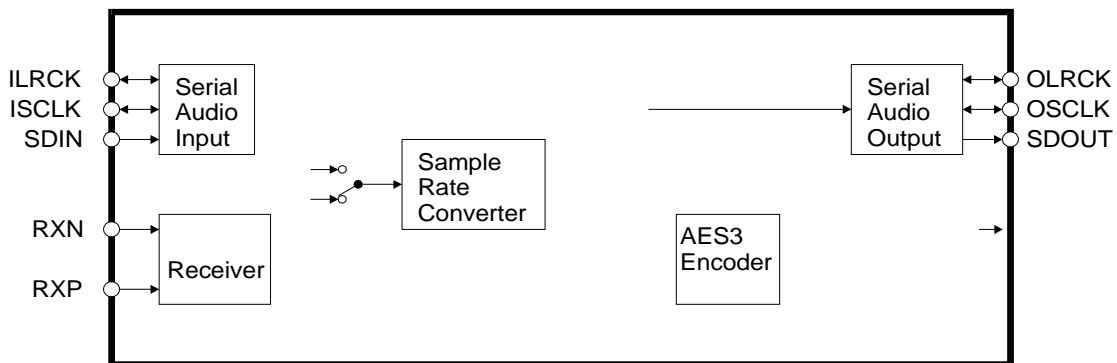 ILRCK
ISCLK
SDIN
Serial
Audio
Input
Serial
Audio
Output
OLRCK
OSCLK
SDOUT
Sample
Rate
Converter
RXN
RXP
Receiver
AES3
Encoder